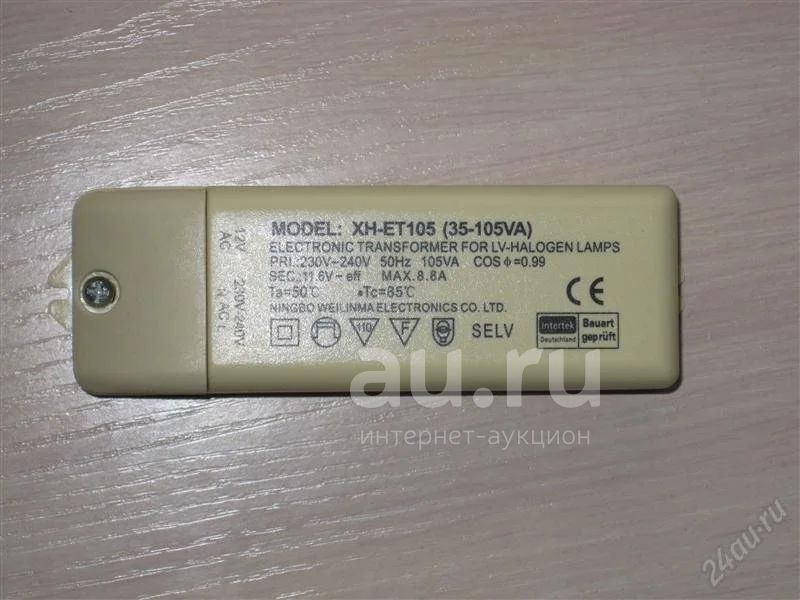 MODEL: XH-ET105 (35-105VA)
ELECTRONIC TRANSFORMER FOR LV-HALOGEN LAMPS
PRI.:230V~240V 50Hz 105VA COSφ=0.99
SEC.:11.6V~eff MAX.8.8A
Ta=50℃ •Tc=85℃
NINGBO WEILINMA ELECTRONICS CO. LTD.
110 F SELV
Intertek
Deutschland
Bauart
geprüft
CE
12V
AC
230/240V
N AC L
au.ru
интернет-аукцион
24au.ru